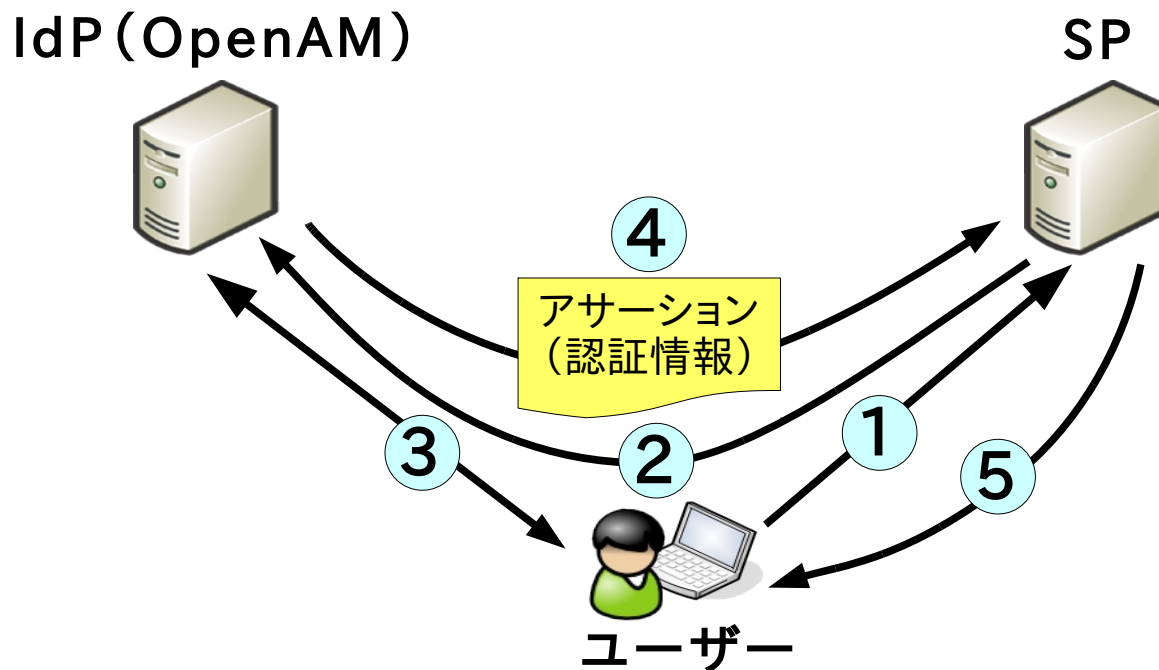 IdP（OpenAM）
SP
④
アサーション
（認証情報）
①
③
②
⑤
ユーザー